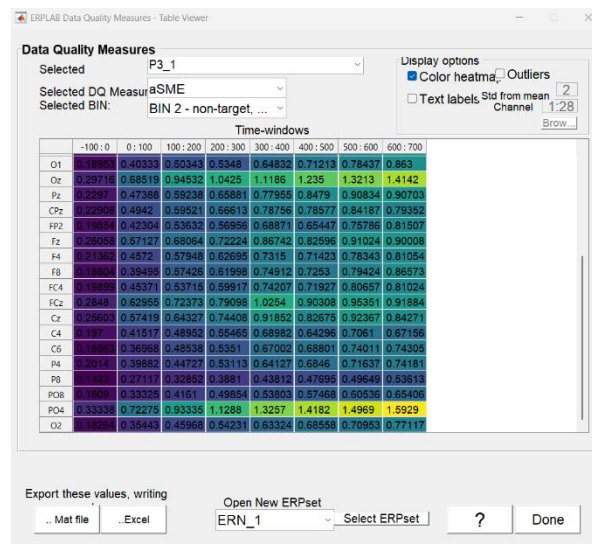 ERPLAB Data Quality Measures - Table Viewer
Data Quality Measures
Selected P3_1
Selected DQ Measur aSME
Selected BIN: BIN 2 - non-target, ...
Display options
Color heatma Outliers
Text labels Std from mean 2
Channel 1:28
Brow...
Time-windows
-100 : 0 0 : 100 100 : 200 200 : 300 300 : 400 400 : 500 500 : 600 600 : 700
O1 0.18953 0.40333 0.50343 0.5348 0.64832 0.71213 0.78437 0.863
Oz 0.29716 0.68519 0.94532 1.0425 1.1186 1.235 1.3213 1.4142
Pz 0.2297 0.47388 0.59238 0.65881 0.77955 0.8479 0.90834 0.90703
CPz 0.22908 0.4942 0.59521 0.66613 0.78756 0.78577 0.84187 0.79352
FP2 0.19854 0.42304 0.53632 0.56956 0.68871 0.65447 0.75786 0.81507
Fz 0.26058 0.57127 0.68064 0.72224 0.86742 0.82596 0.91024 0.90008
F4 0.21362 0.4572 0.57948 0.62695 0.7315 0.71423 0.78343 0.81054
F8 0.18604 0.39495 0.57426 0.61998 0.74912 0.7253 0.79424 0.86573
FC4 0.19899 0.45371 0.53715 0.59917 0.74207 0.71927 0.80657 0.81024
FCz 0.2848 0.62955 0.72373 0.79098 1.0254 0.90308 0.95351 0.91884
Cz 0.25603 0.57419 0.64327 0.74408 0.91852 0.82675 0.92367 0.84271
C4 0.197 0.41517 0.48952 0.55465 0.68982 0.64296 0.7061 0.67156
C6 0.36968 0.48538 0.5351 0.67002 0.68801 0.74011 0.74305
P4 0.2014 0.39882 0.44727 0.53113 0.64127 0.6846 0.71637 0.74181
P8 0.27117 0.32852 0.3881 0.43812 0.47695 0.49649 0.53613
PO8 0.1809 0.33325 0.4161 0.49854 0.53803 0.57468 0.60536 0.65406
PO4 0.33338 0.72275 0.93335 1.1288 1.3257 1.4182 1.4969 1.5929
O2 0.18264 0.35443 0.45968 0.54231 0.63324 0.68558 0.70953 0.77117
Export these values, writing
.. Mat file ..Excel
Open New ERPset
ERN_1 Select ERPset ? Done